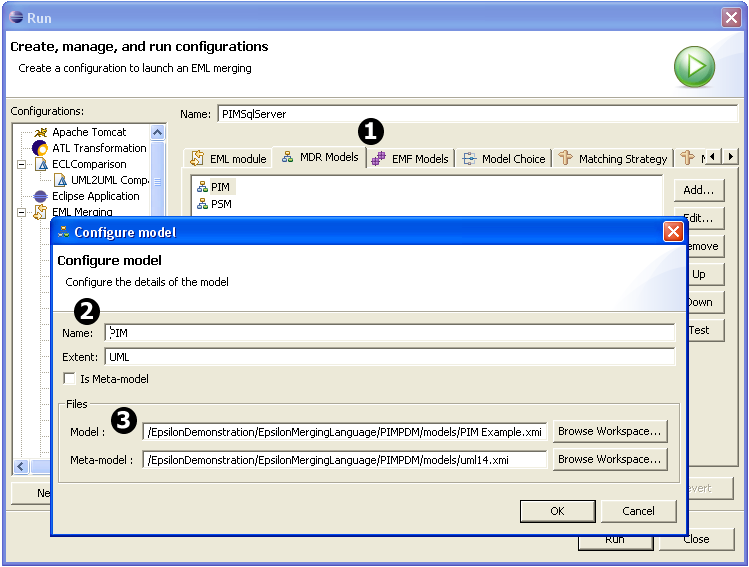 Run
Create, manage, and run configurations
Create a configuration to launch an EML merging
Configurations:
Name: PIMSqlServer
1
Apache Tomcat
ATL Transformation
ECLComparison
UML2UML Compa
Eclipse Application
EML Merging
EML module MDR Models EMF Models Model Choice Matching Strategy
PIM
PSM
Add...
Edit...
emove
Up
Down
Test
Configure model
Configure model
Configure the details of the model
2
Name: PIM
Extent: UML
Is Meta-model
Files
3
Model : /EpsilonDemonstration/EpsilonMergingLanguage/PIMPDM/models/PIM Example.xmi Browse Workspace...
Meta-model : /EpsilonDemonstration/EpsilonMergingLanguage/PIMPDM/models/uml14.xmi Browse Workspace...
OK Cancel
Ne
evert
Run Close